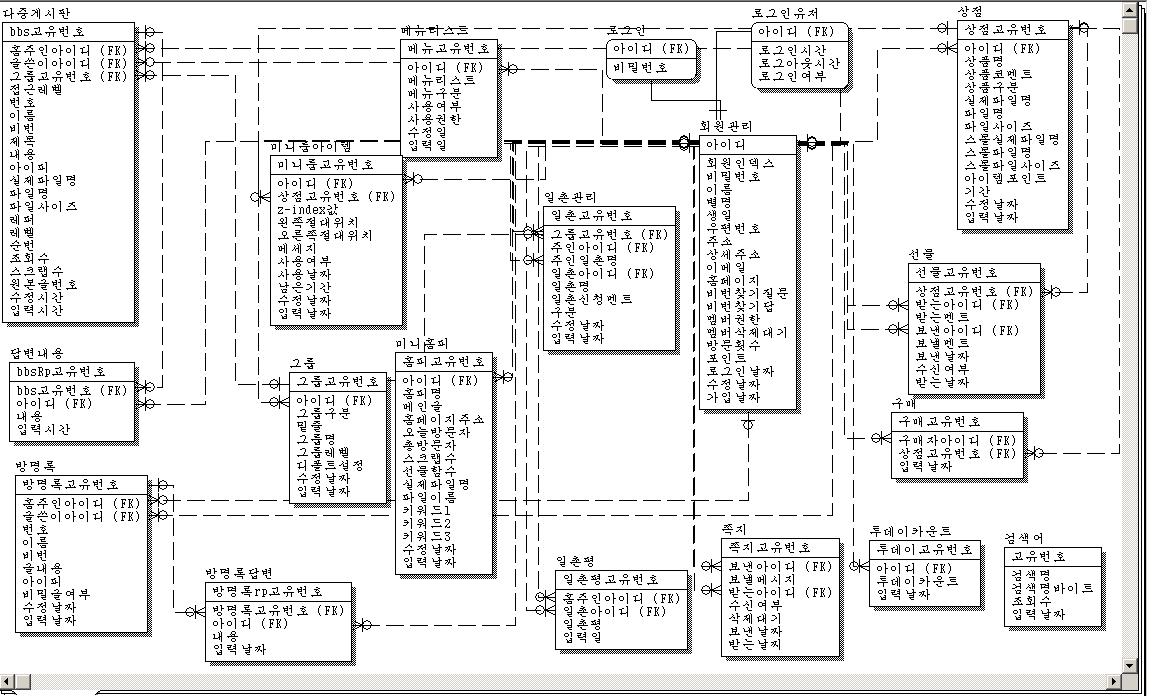 다중게시판
bbs고유번호
홈주인아이디 (FK)
글쓴이아이디 (FK)
그룹고유번호 (FK)
접근레벨
번호
이름
비번
제목
내용
아이피
실제파일명
파일명
파일사이즈
레퍼
레벨
순번
조회수
스크랩수
원본글번호
수정시간
입력시간
답변내용
bbsRp고유번호
bbs고유번호 (FK)
아이디 (FK)
내용
입력시간
방명록
방명록고유번호
홈주인아이디 (FK)
글쓴이아이디 (FK)
번호
이름
비번
글내용
아이피
비밀글여부
수정날짜
입력날짜
방명록답변
방명록rp고유번호
방명록고유번호 (FK)
아이디 (FK)
내용
입력날짜
메뉴리스트
메뉴고유번호
아이디 (FK)
메뉴리스트
메뉴구분
사용여부
사용권한
수정일
입력일
미니룸아이템
미니룸고유번호
아이디 (FK)
상점고유번호 (FK)
z-index값
왼쪽절대위치
오른쪽절대위치
메세지
사용여부
사용날짜
남은기간
수정날짜
입력날짜
그룹
그룹고유번호
아이디 (FK)
그룹구분
밑줄
그룹명
그룹레벨
디폴트설정
수정날짜
입력날짜
미니홈피
홈피고유번호
아이디 (FK)
홈피명
메인글
홈페이지주소
오늘방문자
총방문자
스크랩수
선물함수
실제파일명
파일이름
키워드1
키워드2
키워드3
수정날짜
입력날짜
로그인
아이디 (FK)
비밀번호
로그인유저
아이디 (FK)
로그인시간
로그아웃시간
로그인여부
일촌관리
일촌고유번호
그룹고유번호 (FK)
주인아이디 (FK)
주인일촌명
일촌아이디 (FK)
일촌명
일촌신청멘트
구분
수정날짜
입력날짜
회원관리
아이디
회원인덱스
비밀번호
이름
별명
생일
우편번호
주소
상세주소
이메일
홈페이지
비번찾기질문
비번찾기답
멤버권한
멤버삭제대기
방문횟수
포인트
로그인날짜
수정날짜
가입날짜
상점
상점고유번호
아이디 (FK)
상품명
상품코멘트
상품구분
실제파일명
파일명
파일사이즈
스몰실제파일명
스몰파일명
스몰파일사이즈
아이템포인트
기간
수정날짜
입력날짜
선물
선물고유번호
상점고유번호 (FK)
받는아이디 (FK)
받는멘트
보낸아이디 (FK)
보낼멘트
보낸날짜
수신여부
받는날짜
구매
구매고유번호
구매자아이디 (FK)
상점고유번호 (FK)
입력날짜
일촌평
일촌평고유번호
홈주인아이디 (FK)
일촌아이디 (FK)
일촌평
입력일
쪽지
쪽지고유번호
보낸아이디 (FK)
보낼메시지
받는아이디 (FK)
수신여부
삭제대기
보낸날짜
받는날짜
투데이카운트
투데이고유번호
아이디 (FK)
투데이카운트
입력날짜
검색어
고유번호
검색명
검색명바이트
조회수
입력날짜